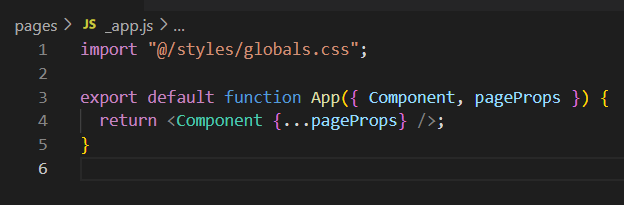 pages > JS _app.js > ...
1 import "@/styles/globals.css";
2
3 export default function App({ Component, pageProps }) {
4 return <Component {...pageProps} />;
5 }
6